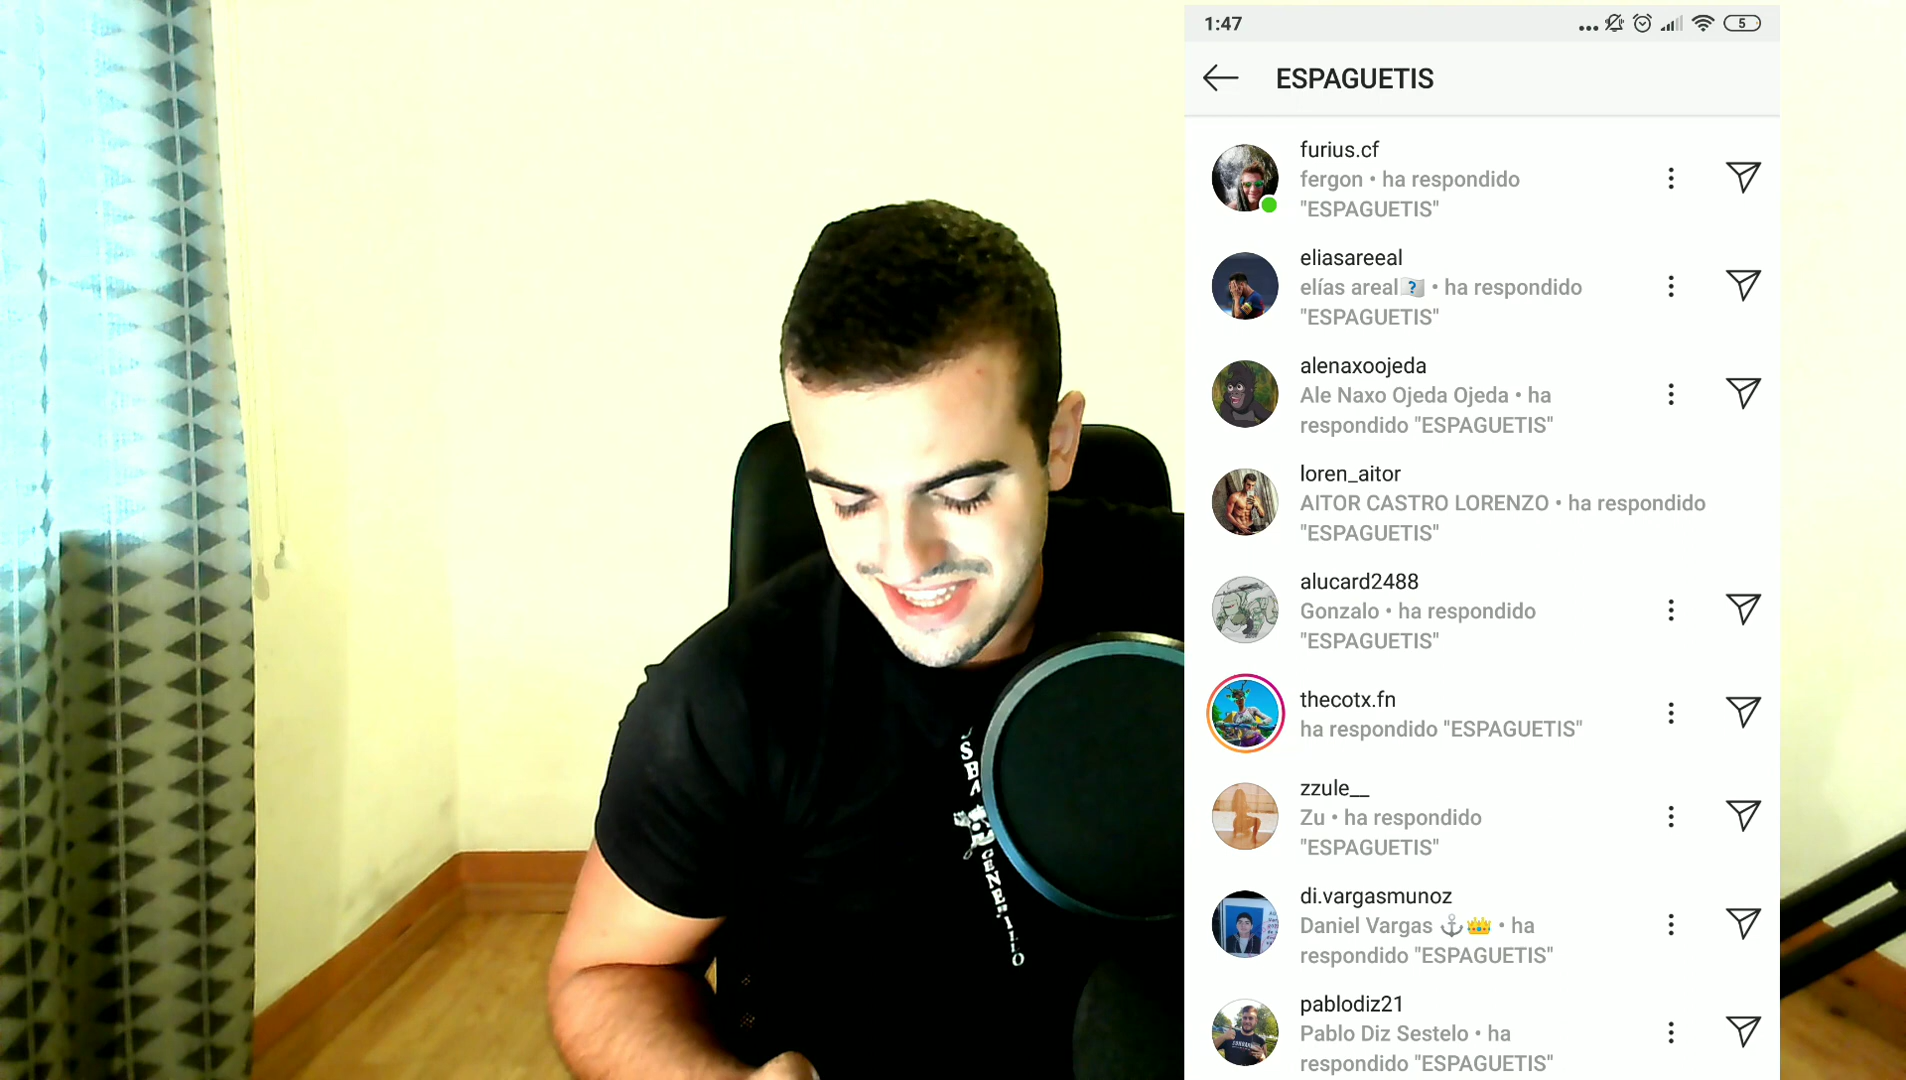 1:47
5
ESPAGUETIS
furius.cf
fergon • ha respondido
"ESPAGUETIS"
eliasareeal
elías areal • ha respondido
"ESPAGUETIS"
alenaxoojeda
Ale Naxo Ojeda Ojeda • ha
respondido "ESPAGUETIS"
loren_aitor
AITOR CASTRO LORENZO • ha respondido
"ESPAGUETIS"
alucard2488
Gonzalo • ha respondido
"ESPAGUETIS"
thecotx.fn
ha respondido "ESPAGUETIS"
zzule__
Zu • ha respondido
"ESPAGUETIS"
di.vargasmunoz
Daniel Vargas ⚓👑 • ha
respondido "ESPAGUETIS"
pablodiz21
Pablo Diz Sestelo • ha
respondido "ESPAGUETIS"